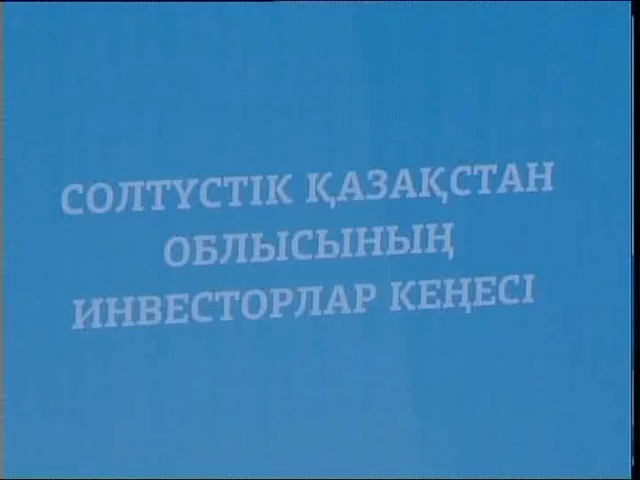 СОЛТҮСТІК ҚАЗАҚСТАН
ОБЛЫСЫНЫҢ
ИНВЕСТОРЛАР КЕҢЕСІ